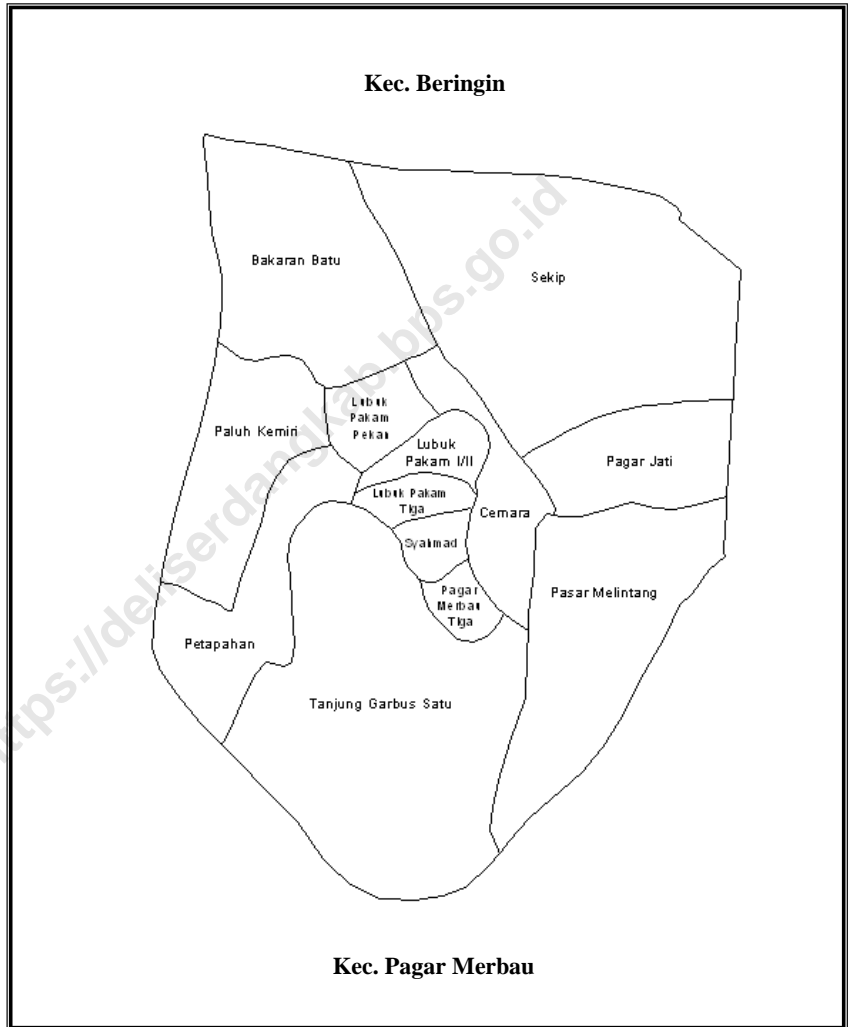 Kec. Beringin
Bakaran Batu
Sekip
Lubuk
Pakam
Pekan
Paluh Kemiri
Lubuk
Pakam I/II
Pagar Jati
Lubuk Pakam
Tiga
Cemara
Syahmad
Pagar
Merbau
Tiga
Pasar Melintang
Petapahan
Tanjung Garbus Satu
Kec. Pagar Merbau
https://deliserdangkab.bps.go.id